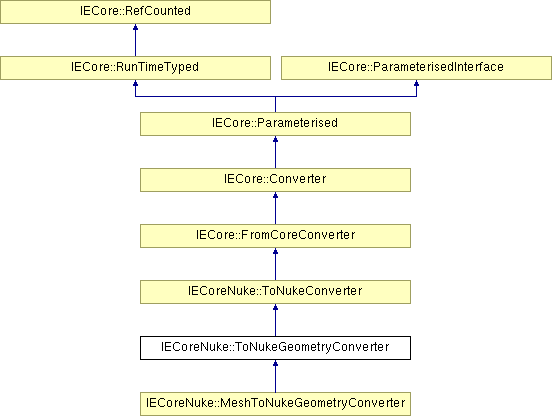 IECore::RefCounted
IECore::RunTimeTyped
IECore::ParameterisedInterface
IECore::Parameterised
IECore::Converter
IECore::FromCoreConverter
IECoreNuke::ToNukeConverter
IECoreNuke::ToNukeGeometryConverter
IECoreNuke::MeshToNukeGeometryConverter